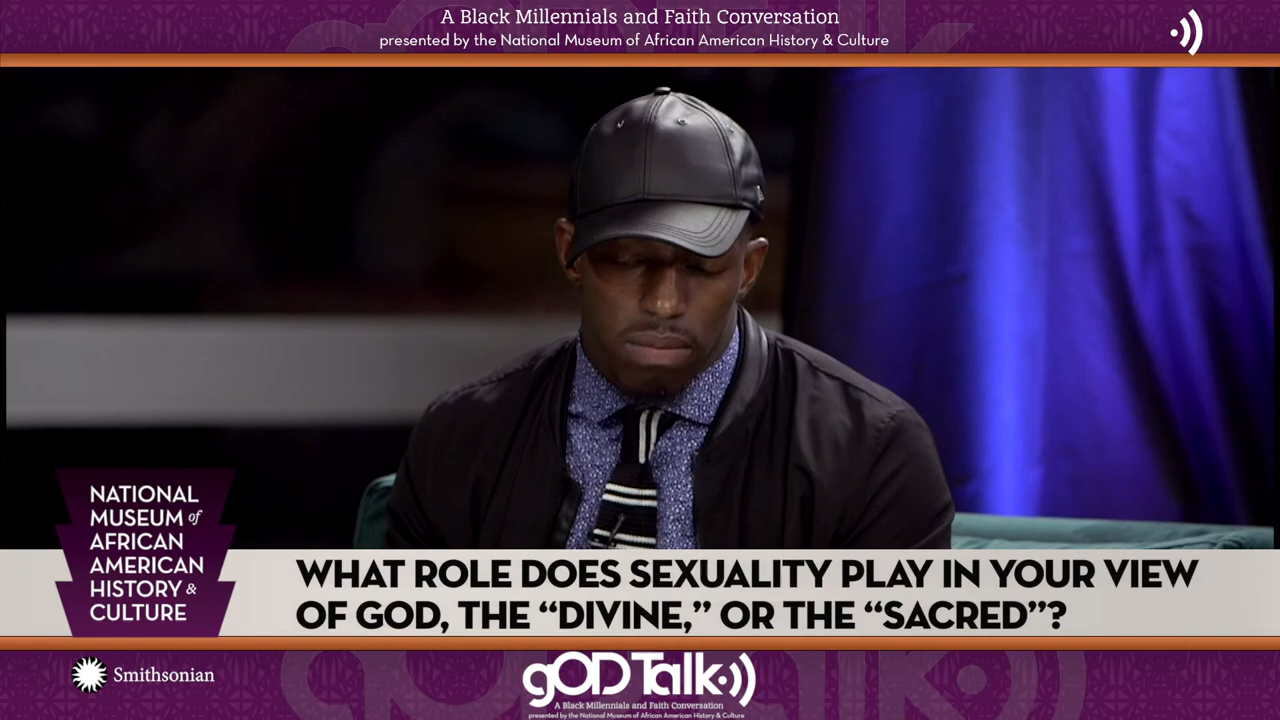 A Black Millennials and Faith Conversation
presented by the National Museum of African American History & Culture
NATIONAL
MUSEUM of
AFRICAN
AMERICAN
HISTORY &
CULTURE
WHAT ROLE DOES SEXUALITY PLAY IN YOUR VIEW
OF GOD, THE “DIVINE,” OR THE “SACRED”?
Smithsonian
gODTalk
A Black Millennials and Faith Conversation
presented by the National Museum of African American History & Culture